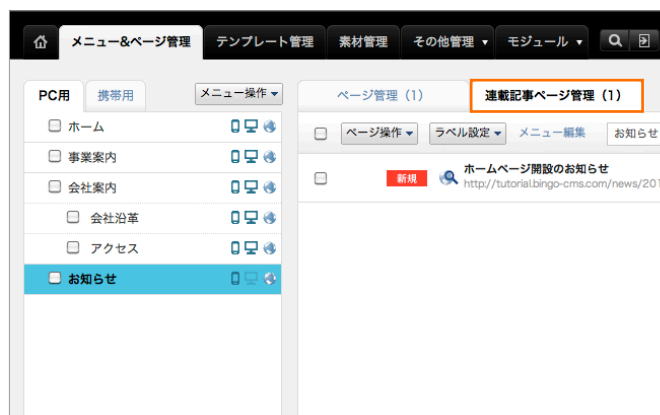 メニュー&ページ管理 テンプレート管理 素材管理 その他管理 ▼ モジュール ▼
PC用 携帯用 メニュー操作 ▼
ページ管理（1） 連載記事ページ管理（1）
ホーム
ページ操作 ▼ ラベル設定 ▼ メニュー編集 お知らせ
事業案内
会社案内
新規 ホームページ開設のお知らせ
http://tutorial.bingo-cms.com/news/201
会社沿革
アクセス
お知らせ